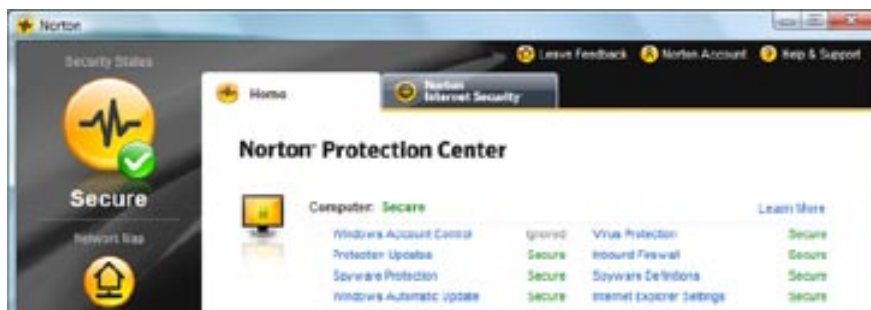 Norton
Leave Feedback Norton Account Help & Support
Security Status
Home
Norton Internet Security™
Norton™ Protection Center
Secure
Computer: Secure Learn More
Windows Account Control Ignored Virus Protection Secure
Protection Updates Secure Inbound Firewall Secure
Spyware Protection Secure Spyware Definitions Secure
Windows Automatic Update Secure Internet Explorer Settings Secure
Network Map